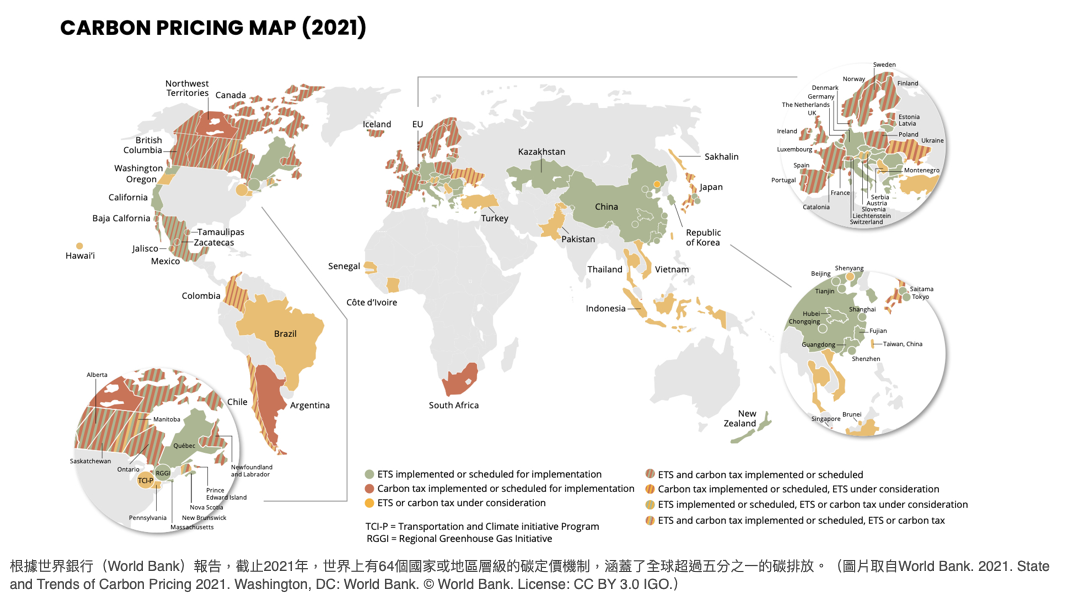 CARBON PRICING MAP (2021)
Northwest
Territories
Canada
British
Columbia
Washington
Oregon
California
Baja Calfornia
Hawai'i
Jalisco
Mexico
Tamaulipas
Zacatecas
Colombia
Brazil
Chile
Argentina
Iceland
EU
Kazakhstan
China
Turkey
Pakistan
Senegal
Côte d'Ivoire
South Africa
Thailand
Vietnam
Indonesia
Sakhalin
Japan
Republic
of Korea
New
Zealand
Sweden
Norway
Finland
Denmark
Germany
The Netherlands
UK
Ireland
Luxembourg
Spain
Portugal
Catalonia
France
Estonia
Latvia
Poland
Ukraine
Montenegro
Serbia
Austria
Slovenia
Liechtenstein
Switzerland
Beijing
Shenyang
Tianjin
Saitama
Tokyo
Hubei
Chongqing
Shanghai
Fujian
Guangdong
Taiwan, China
Shenzhen
Singapore
Brunei
Alberta
Manitoba
Québec
Saskatchewan
Ontario
TCI-P
RGGI
Newfoundland
and Labrador
Prince
Edward Island
Nova Scotia
New Brunswick
Pennsylvania
Massachusetts
ETS implemented or scheduled for implementation
Carbon tax implemented or scheduled for implementation
ETS or carbon tax under consideration
TCI-P = Transportation and Climate initiative Program
RGGI = Regional Greenhouse Gas Initiative
ETS and carbon tax implemented or scheduled
Carbon tax implemented or scheduled, ETS under consideration
ETS implemented or scheduled, ETS or carbon tax under consideration
ETS and carbon tax implemented or scheduled, ETS or carbon tax
根據世界銀行（World Bank）報告，截止2021年，世界上有64個國家或地區層級的碳定價機制，涵蓋了全球超過五分之一的碳排放。（圖片取自World Bank. 2021. State
and Trends of Carbon Pricing 2021. Washington, DC: World Bank. © World Bank. License: CC BY 3.0 IGO.）